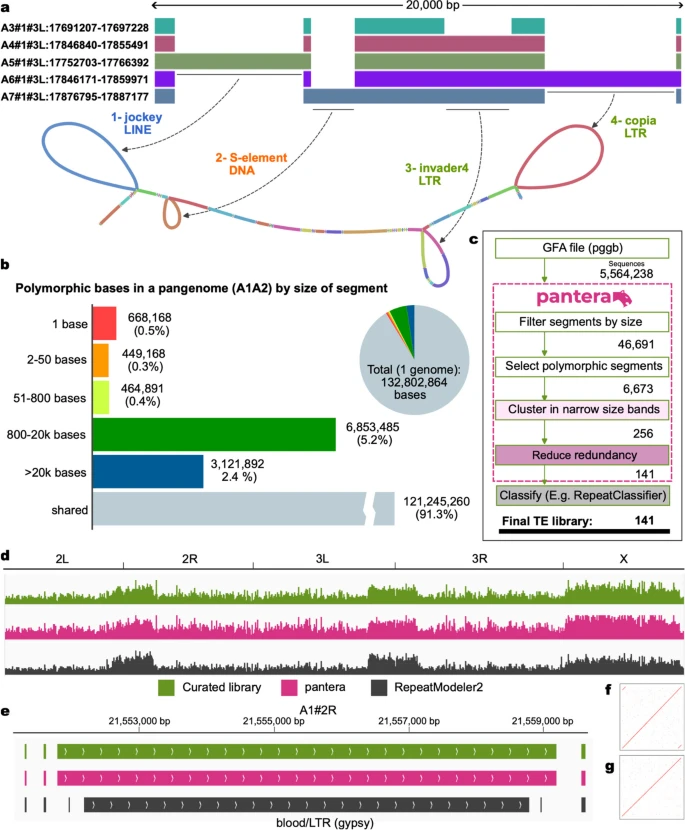 a
20,000 bp
A3#1#3L:17691207-17697228
A4#1#3L:17846840-17855491
A5#1#3L:17752703-17766392
A6#1#3L:17846171-17859971
A7#1#3L:17876795-17887177
1- jockey
LINE
2- S-element
DNA
3- invader4
LTR
4- copia
LTR
b
Polymorphic bases in a pangenome (A1A2) by size of segment
1 base
668,168
(0.5%)
2-50 bases
449,168
(0.3%)
51-800 bases
464,891
(0.4%)
800-20k bases
6,853,485
(5.2%)
>20k bases
3,121,892
2.4 %)
shared
121,245,260
(91.3%)
Total (1 genome):
132,802,864
bases
c
GFA file (pggb)
Sequences
5,564,238
pantera
Filter segments by size
46,691
Select polymorphic segments
6,673
Cluster in narrow size bands
256
Reduce redundancy
141
Classify (E.g. RepeatClassifier)
Final TE library: 141
d
2L 2R 3L 3R X
Curated library pantera RepeatModeler2
e
A1#2R
21,553,000 bp 21,555,000 bp 21,557,000 bp 21,559,000 bp
blood/LTR (gypsy)
f
g